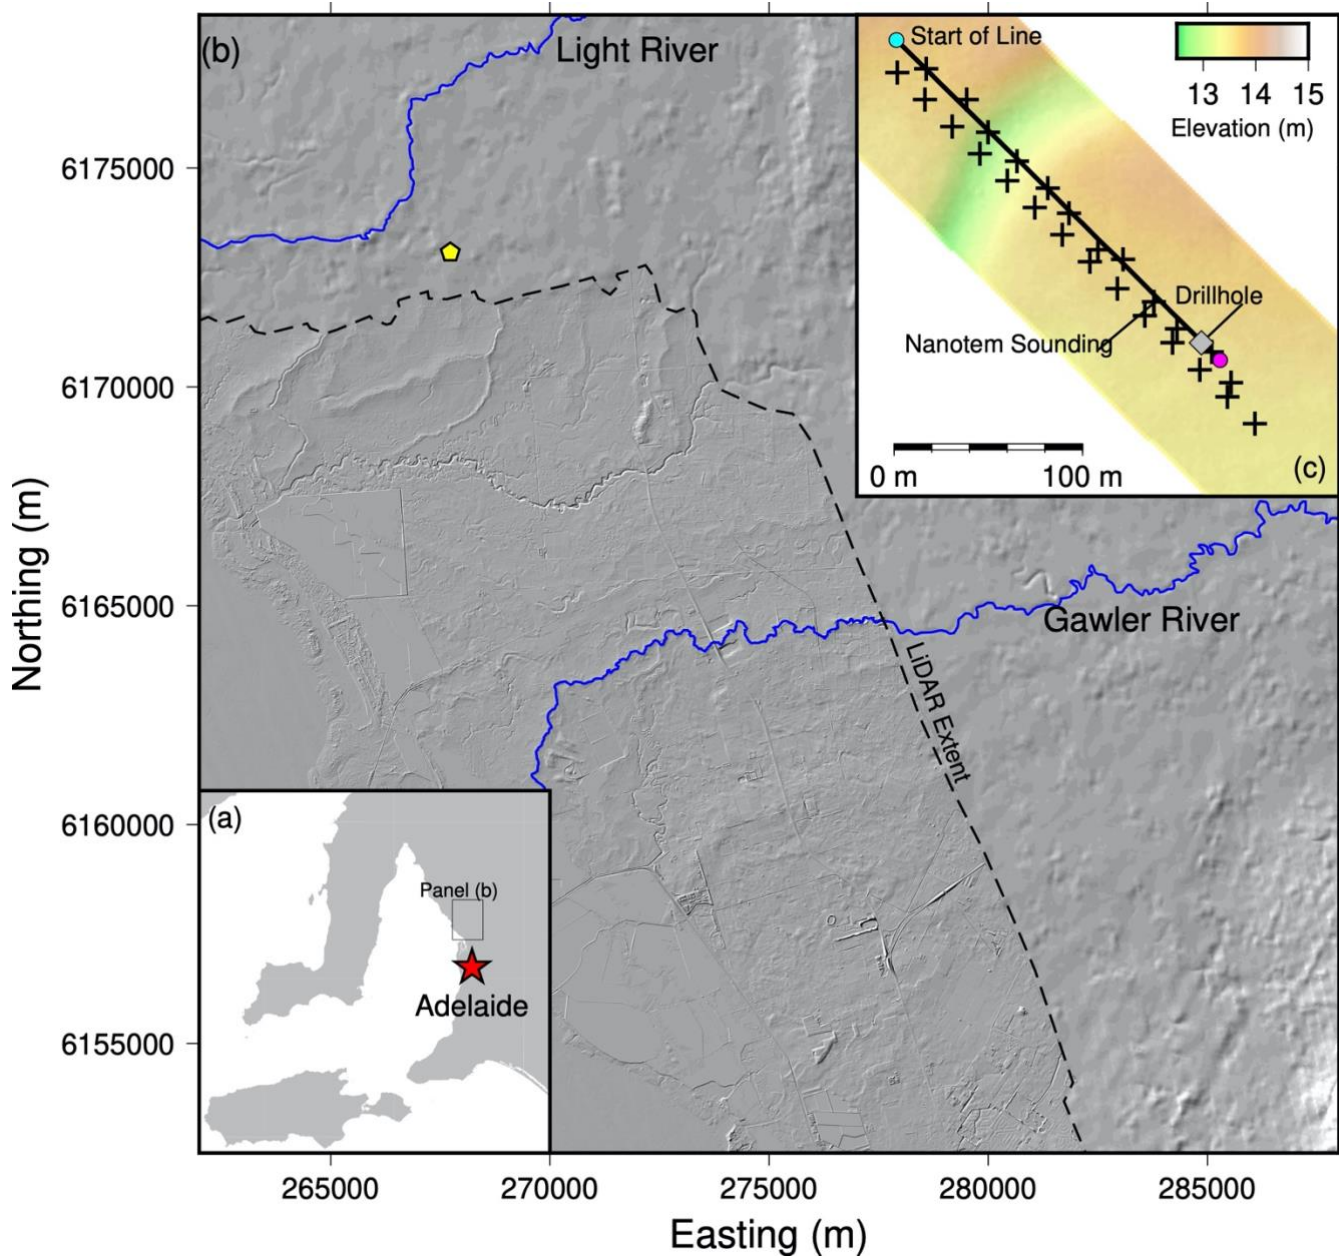 (b)
Light River
Start of Line
13 14 15
Elevation (m)
Drillhole
Nanotem Sounding
0 m 100 m
(c)
6175000
6170000
6165000
6160000
6155000
Northing (m)
Gawler River
LiDAR Extent
(a)
Panel (b)
Adelaide
265000 270000 275000 280000 285000
Easting (m)